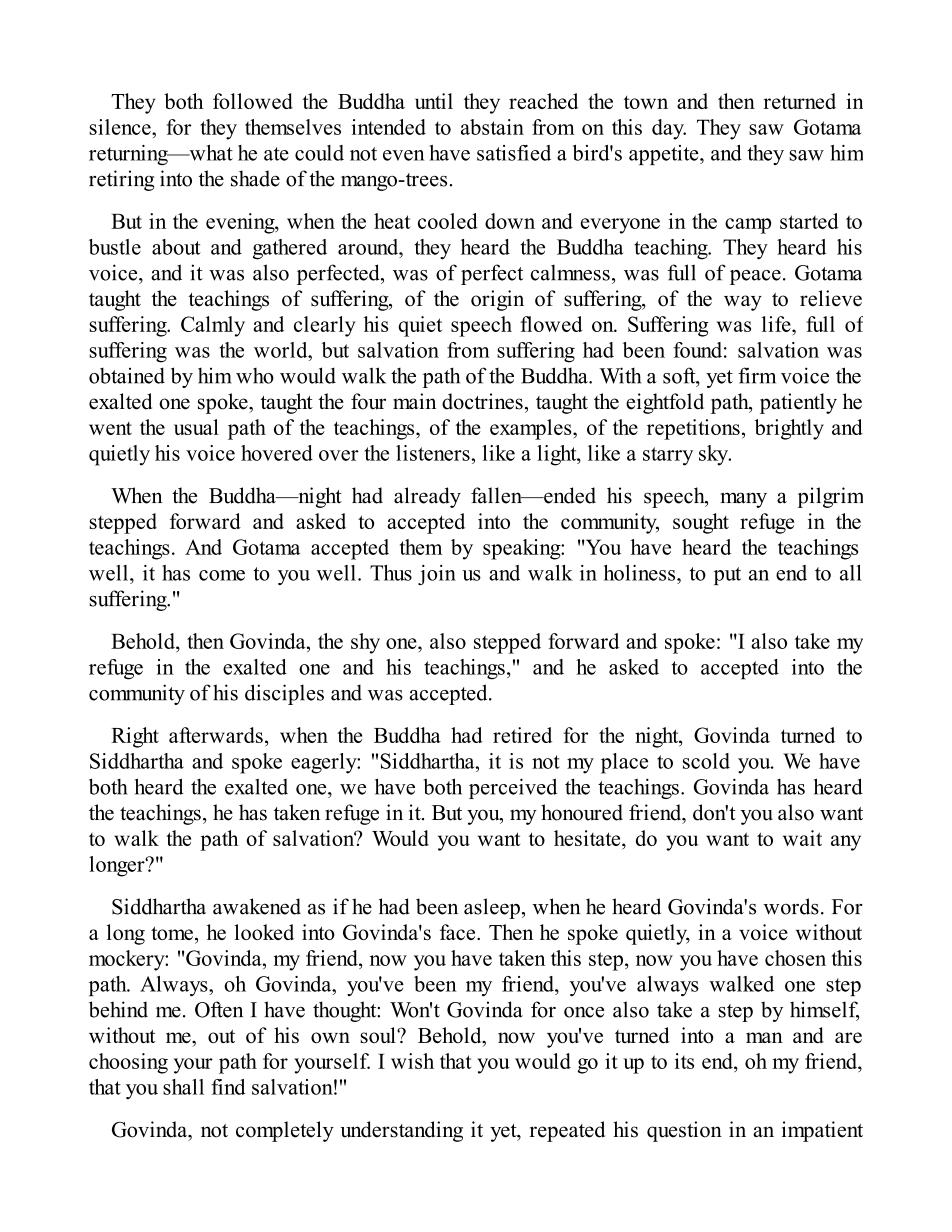 They both followed the Buddha until they reached the town and then returned in
silence, for they themselves intended to abstain from on this day. They saw Gotama
returning—what he ate could not even have satisfied a bird's appetite, and they saw him
retiring into the shade of the mango-trees.
But in the evening, when the heat cooled down and everyone in the camp started to
bustle about and gathered around, they heard the Buddha teaching. They heard his
voice, and it was also perfected, was of perfect calmness, was full of peace. Gotama
taught the teachings of suffering, of the origin of suffering, of the way to relieve
suffering. Calmly and clearly his quiet speech flowed on. Suffering was life, full of
suffering was the world, but salvation from suffering had been found: salvation was
obtained by him who would walk the path of the Buddha. With a soft, yet firm voice the
exalted one spoke, taught the four main doctrines, taught the eightfold path, patiently he
went the usual path of the teachings, of the examples, of the repetitions, brightly and
quietly his voice hovered over the listeners, like a light, like a starry sky.
When the Buddha—night had already fallen—ended his speech, many a pilgrim
stepped forward and asked to accepted into the community, sought refuge in the
teachings. And Gotama accepted them by speaking: "You have heard the teachings
well, it has come to you well. Thus join us and walk in holiness, to put an end to all
suffering."
Behold, then Govinda, the shy one, also stepped forward and spoke: "I also take my
refuge in the exalted one and his teachings," and he asked to accepted into the
community of his disciples and was accepted.
Right afterwards, when the Buddha had retired for the night, Govinda turned to
Siddhartha and spoke eagerly: "Siddhartha, it is not my place to scold you. We have
both heard the exalted one, we have both perceived the teachings. Govinda has heard
the teachings, he has taken refuge in it. But you, my honoured friend, don't you also want
to walk the path of salvation? Would you want to hesitate, do you want to wait any
longer?"
Siddhartha awakened as if he had been asleep, when he heard Govinda's words. For
a long tome, he looked into Govinda's face. Then he spoke quietly, in a voice without
mockery: "Govinda, my friend, now you have taken this step, now you have chosen this
path. Always, oh Govinda, you've been my friend, you've always walked one step
behind me. Often I have thought: Won't Govinda for once also take a step by himself,
without me, out of his own soul? Behold, now you've turned into a man and are
choosing your path for yourself. I wish that you would go it up to its end, oh my friend,
that you shall find salvation!"
Govinda, not completely understanding it yet, repeated his question in an impatient